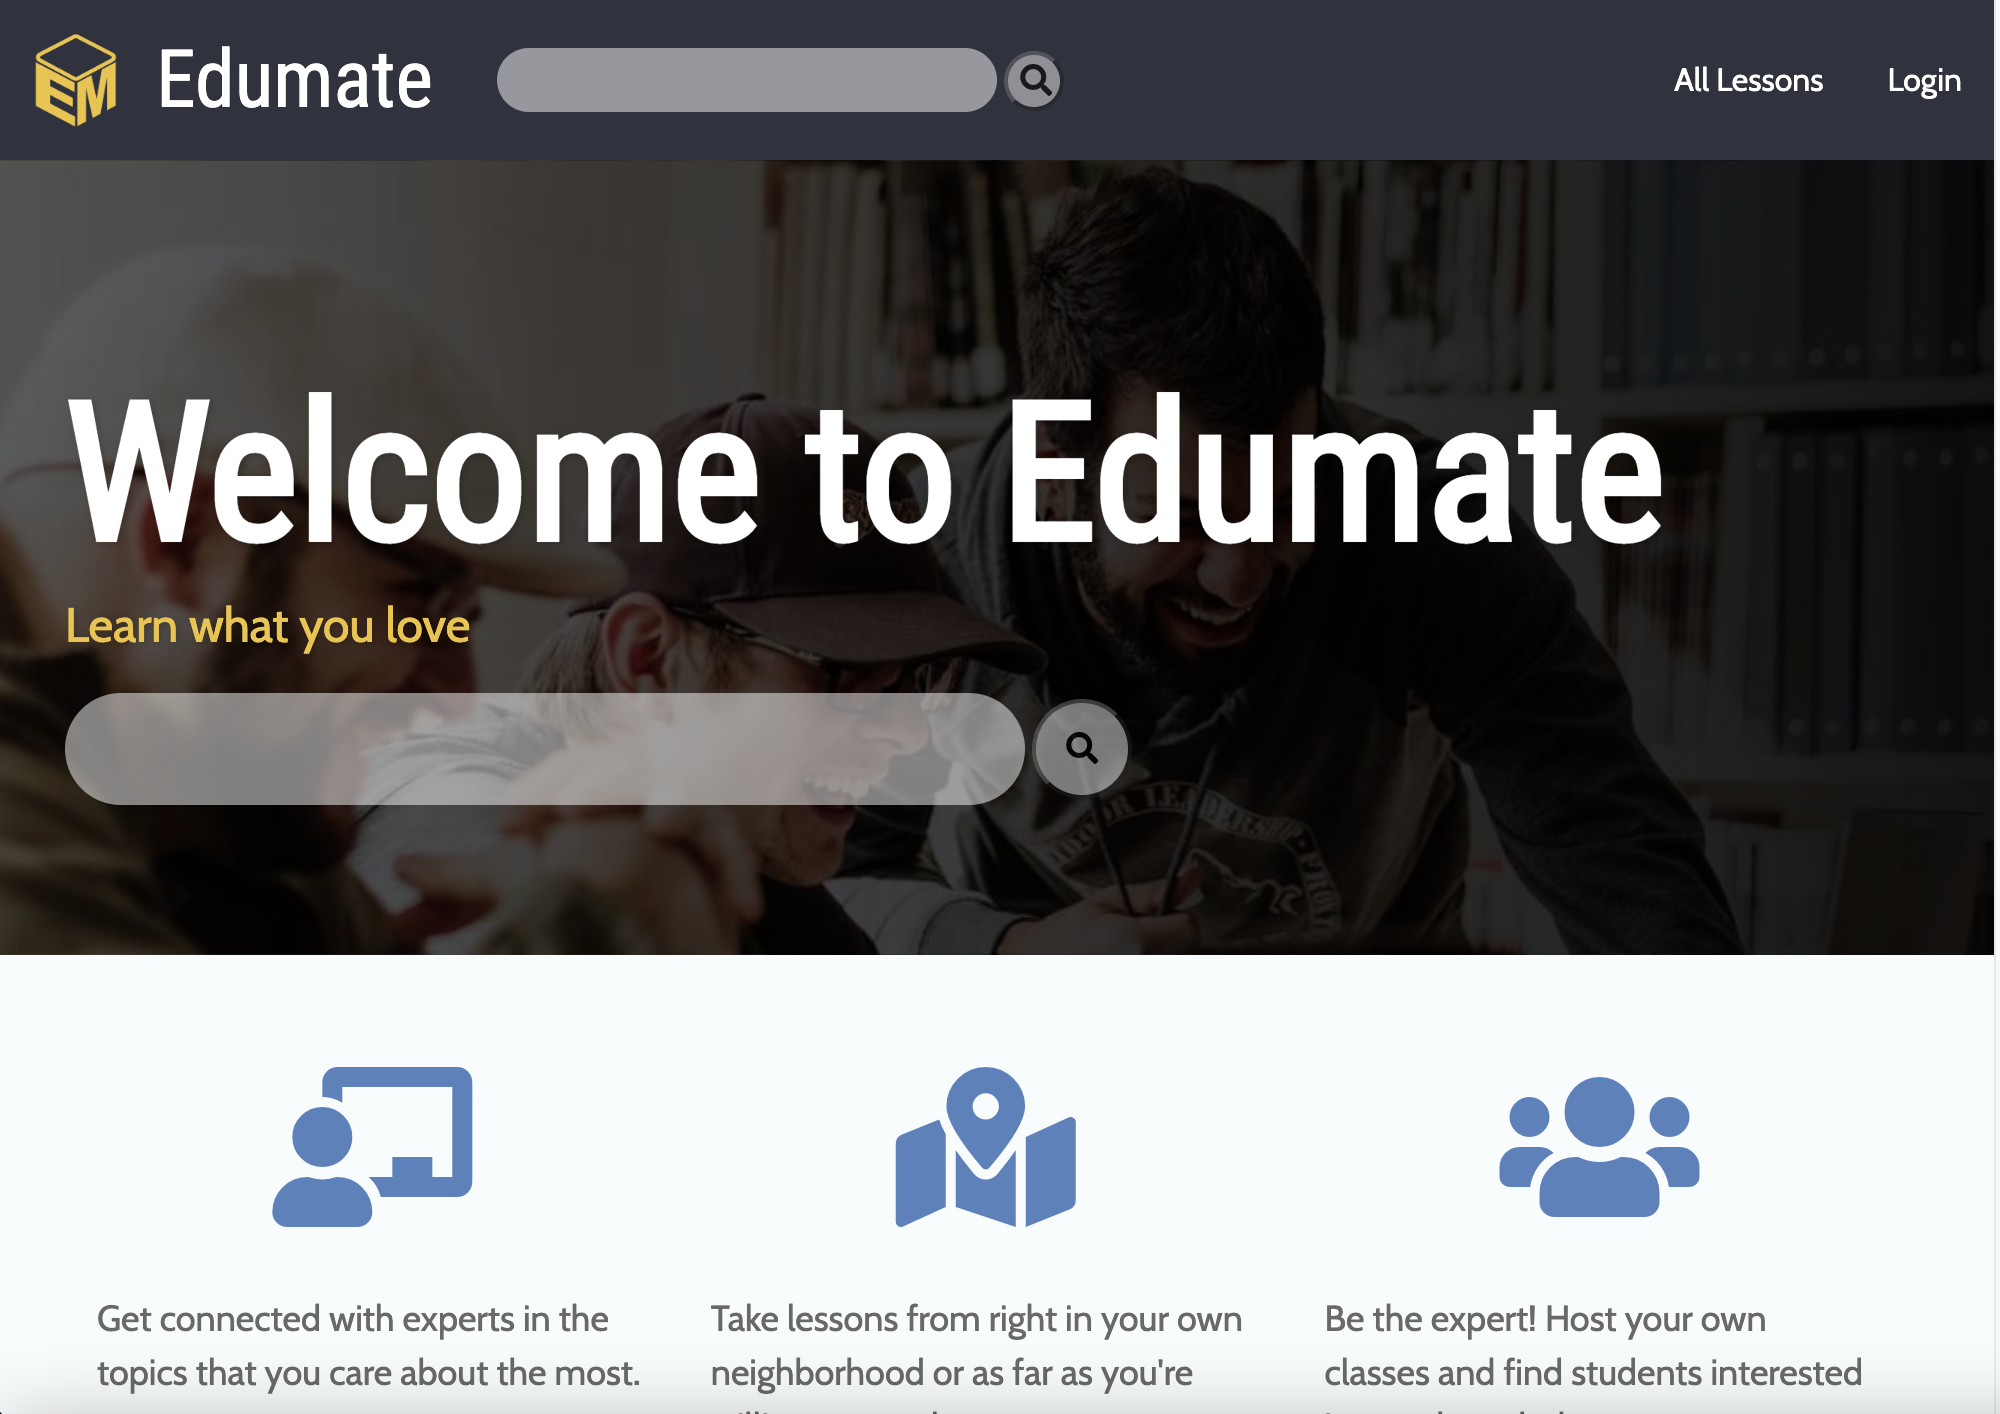 EM
Edumate
All Lessons
Login
Welcome to Edumate
Learn what you love
Get connected with experts in the
topics that you care about the most.
Take lessons from right in your own
neighborhood or as far as you're
Be the expert! Host your own
classes and find students interested